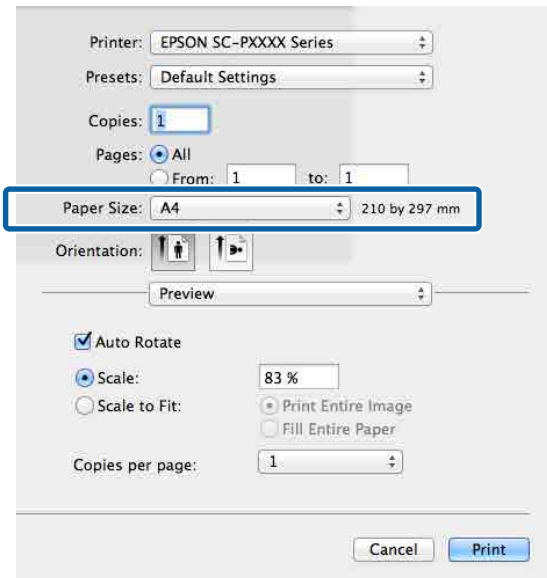 Printer: EPSON SC-PXXXX Series
Presets: Default Settings
Copies: 1
Pages: All
From: 1 to: 1
Paper Size: A4 210 by 297 mm
Orientation:
Preview
Auto Rotate
Scale: 83 %
Scale to Fit: Print Entire Image
Fill Entire Paper
Copies per page: 1
Cancel Print